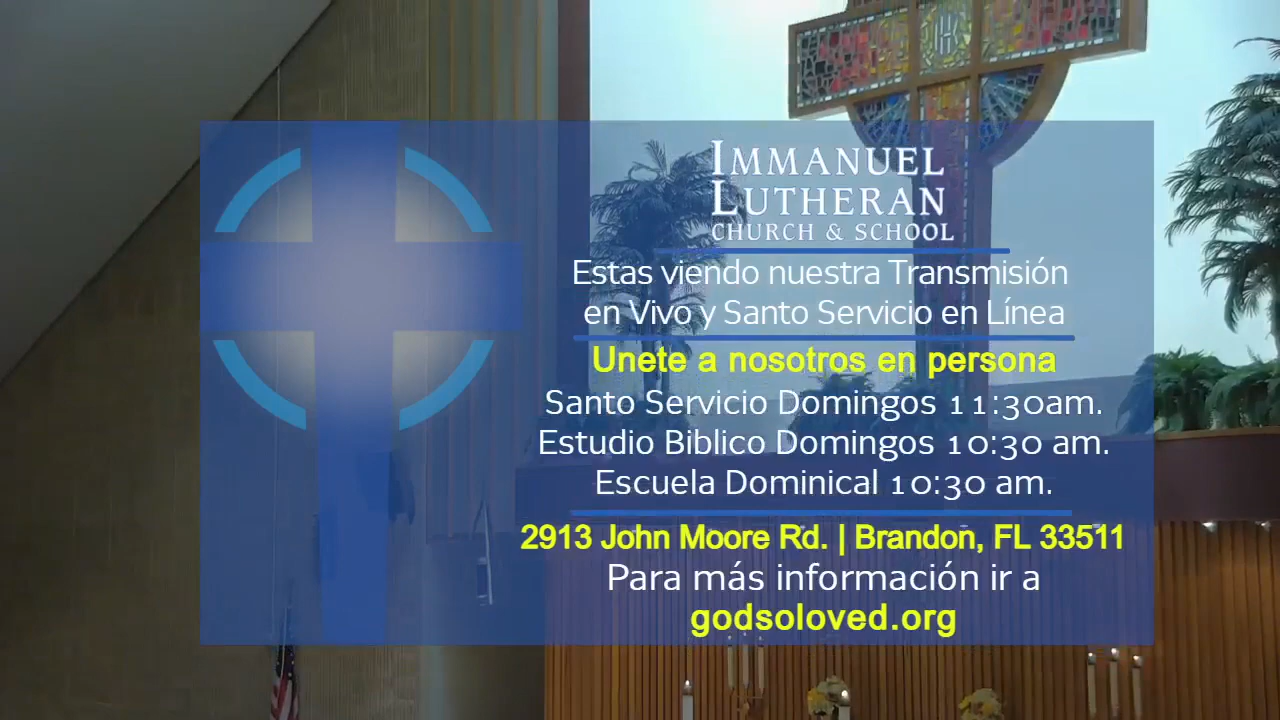 IMMANUEL
LUTHERAN
CHURCH & SCHOOL
Estas viendo nuestra Transmisión
en Vivo y Santo Servicio en Línea
Unete a nosotros en persona
Santo Servicio Domingos 11:30am.
Estudio Biblico Domingos 10:30 am.
Escuela Dominical 10:30 am.
2913 John Moore Rd. | Brandon, FL 33511
Para más información ir a
godsoloved.org